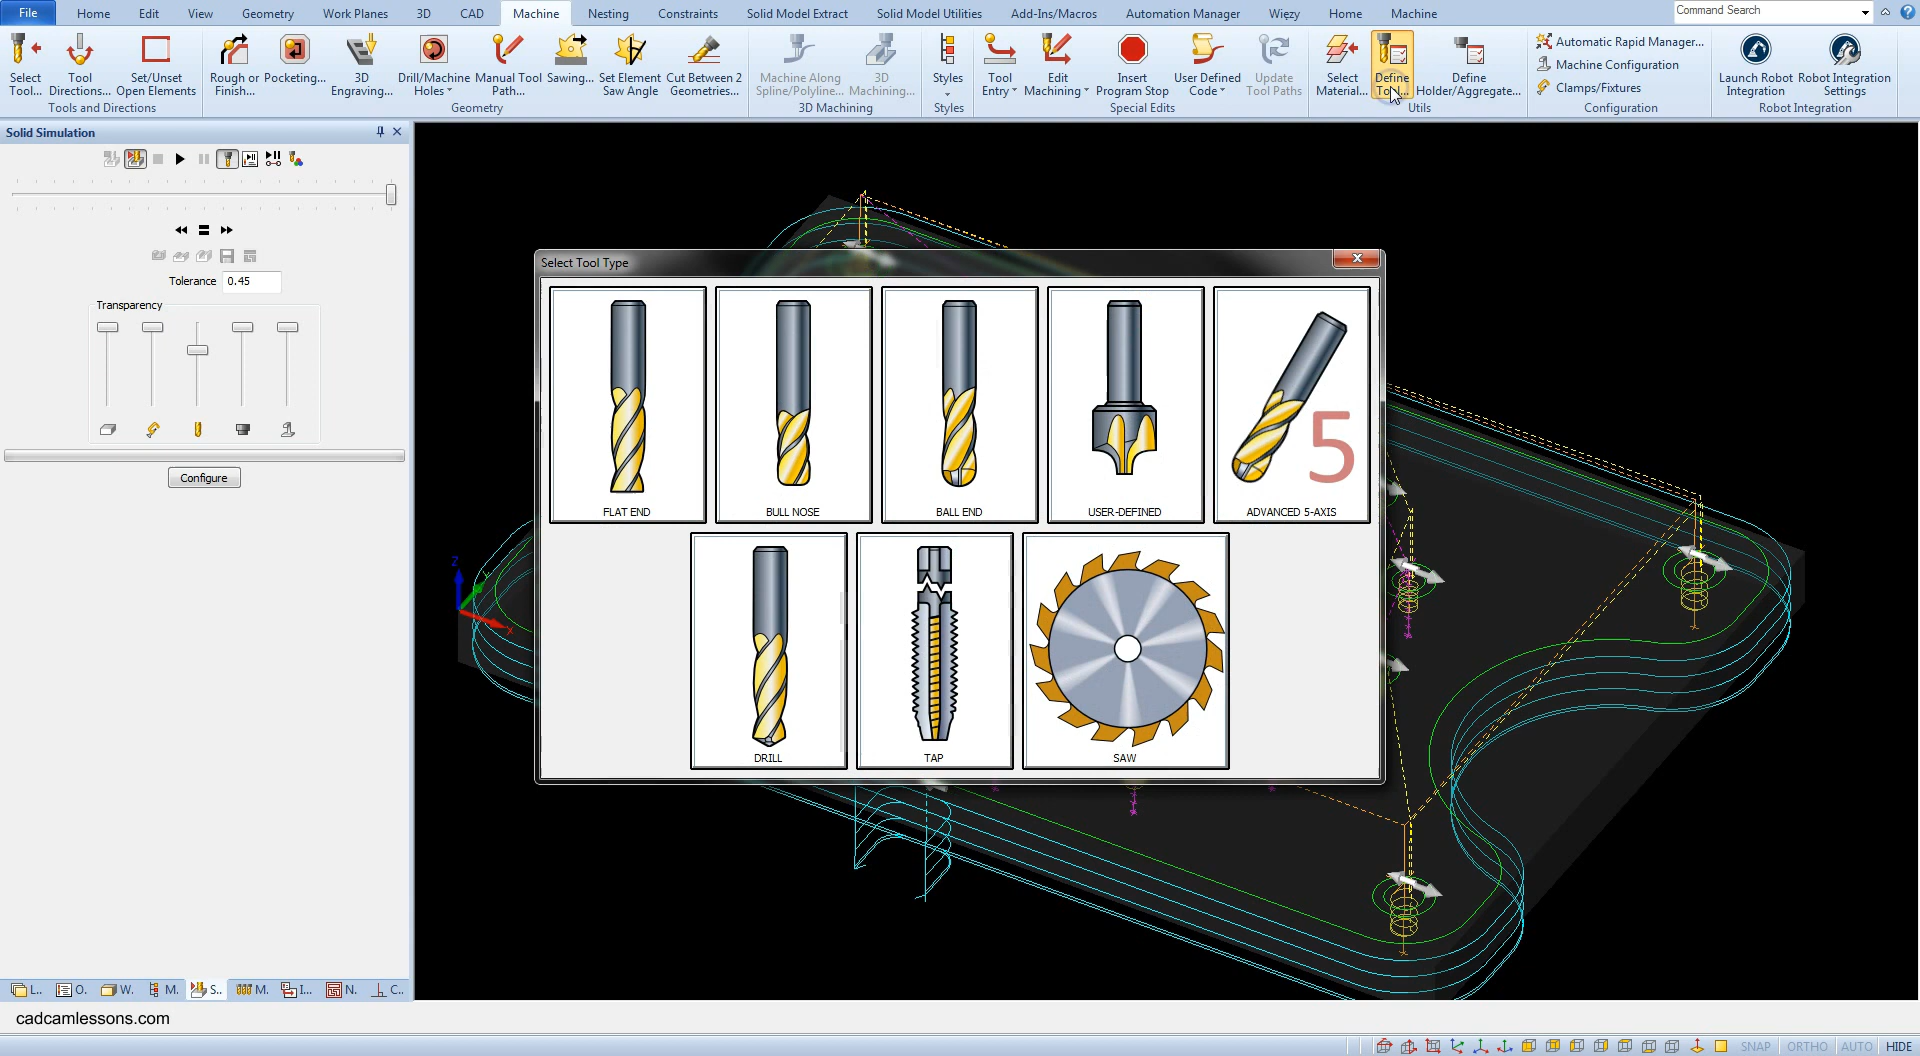 File Home Edit View Geometry Work Planes 3D CAD Machine Nesting Constraints Solid Model Extract Solid Model Utilities Add-Ins/Macros Automation Manager Więzy Home Machine Command Search
Select Tool... Tool Directions... Set/Unset Open Elements
Tools and Directions
Rough or Finish... Pocketing... 3D Engraving... Drill/Machine Holes Manual Tool Path... Sawing... Set Element Saw Angle Cut Between 2 Geometries...
Geometry
Machine Along Spline/Polyline... 3D Machining...
3D Machining
Styles
Styles
Tool Entry Edit Machining Insert Program Stop User Defined Code Update Tool Paths
Special Edits
Select Material... Define Tool... Define Holder/Aggregate...
Utils
Automatic Rapid Manager...
Machine Configuration
Clamps/Fixtures
Configuration
Launch Robot Integration Robot Integration Settings
Robot Integration
Solid Simulation
Tolerance 0.45
Transparency
Configure
Select Tool Type
FLAT END BULL NOSE BALL END USER-DEFINED 5 ADVANCED 5-AXIS
DRILL TAP SAW
Z
X
L.. O. W. M. S.. M. I... N. C..
cadcamlessons.com
SNAP ORTHO AUTO HIDE